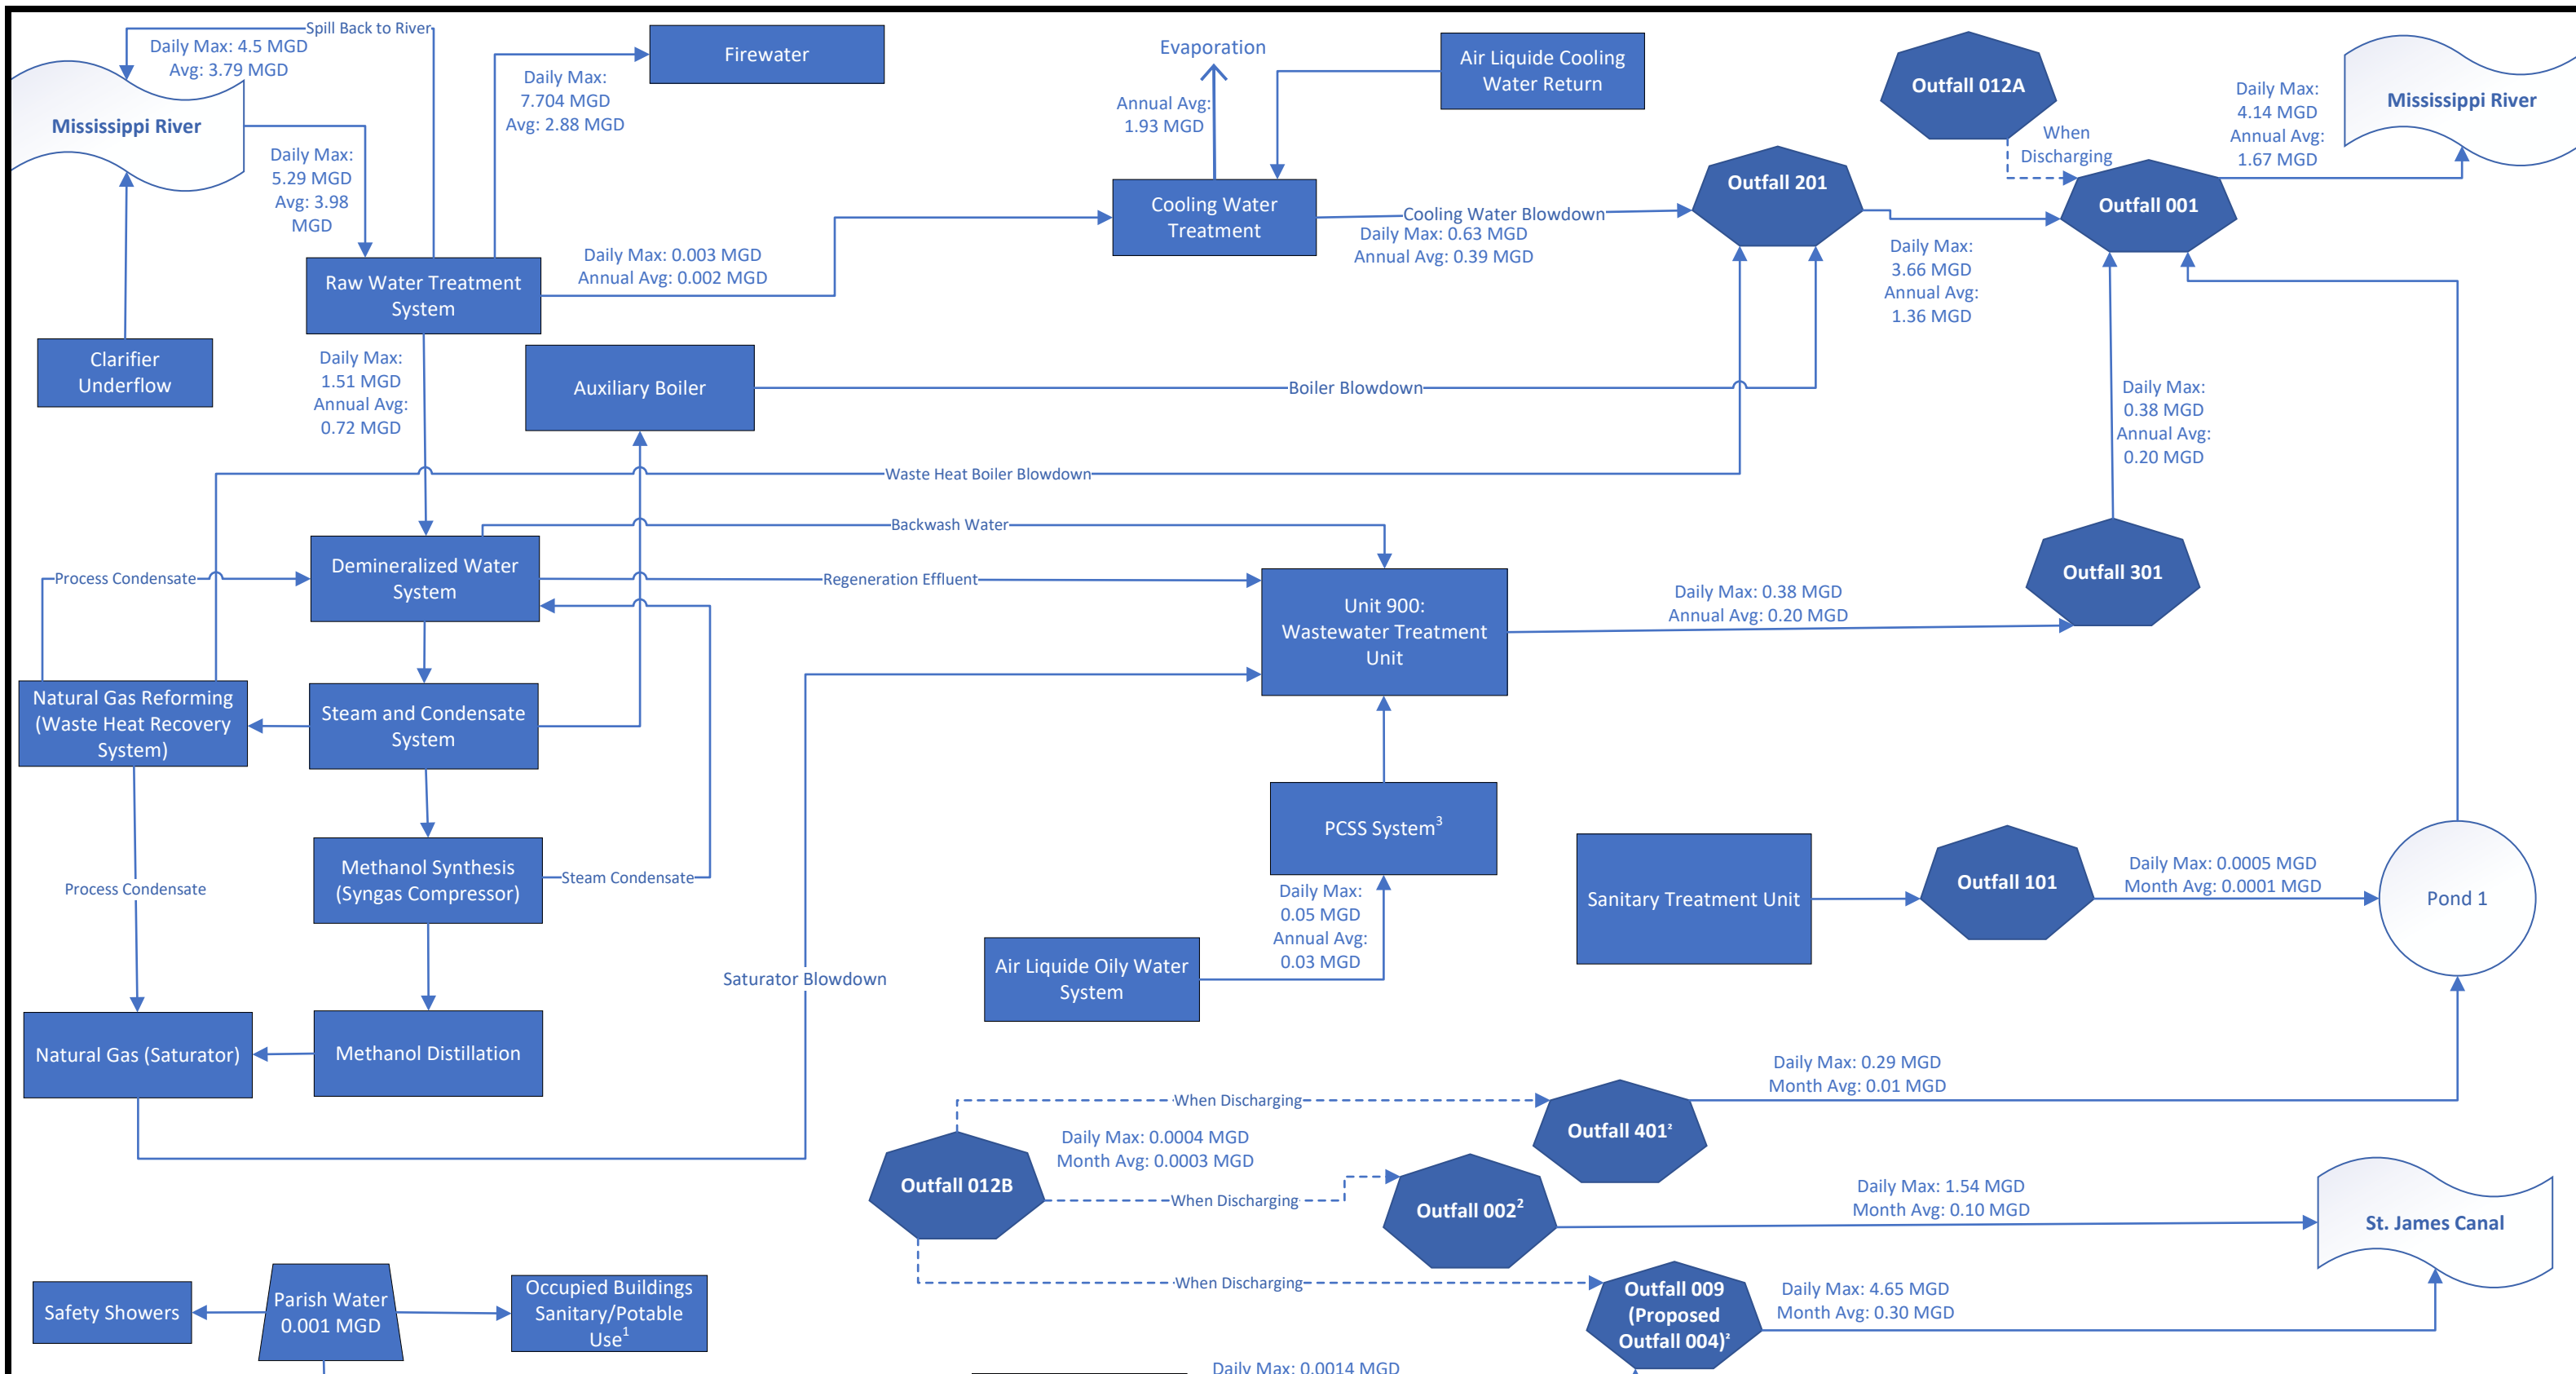 Spill Back to River
Daily Max: 4.5 MGD
Avg: 3.79 MGD
Mississippi River
Daily Max:
5.29 MGD
Avg: 3.98
MGD
Firewater
Daily Max:
7.704 MGD
Avg: 2.88 MGD
Evaporation
Annual Avg:
1.93 MGD
Air Liquide Cooling
Water Return
Outfall 012A
When
Discharging
Daily Max:
4.14 MGD
Annual Avg:
1.67 MGD
Mississippi River
Raw Water Treatment
System
Daily Max: 0.003 MGD
Annual Avg: 0.002 MGD
Cooling Water
Treatment
Cooling Water Blowdown
Daily Max: 0.63 MGD
Annual Avg: 0.39 MGD
Outfall 201
Daily Max:
3.66 MGD
Annual Avg:
1.36 MGD
Outfall 001
Clarifier
Underflow
Daily Max:
1.51 MGD
Annual Avg:
0.72 MGD
Auxiliary Boiler
Boiler Blowdown
Daily Max:
0.38 MGD
Annual Avg:
0.20 MGD
Waste Heat Boiler Blowdown
Backwash Water
Process Condensate
Demineralized Water
System
Regeneration Effluent
Unit 900:
Wastewater Treatment
Unit
Daily Max: 0.38 MGD
Annual Avg: 0.20 MGD
Outfall 301
Natural Gas Reforming
(Waste Heat Recovery
System)
Steam and Condensate
System
PCSS System3
Methanol Synthesis
(Syngas Compressor)
Steam Condensate
Process Condensate
Daily Max:
0.05 MGD
Annual Avg:
0.03 MGD
Sanitary Treatment Unit
Outfall 101
Daily Max: 0.0005 MGD
Month Avg: 0.0001 MGD
Pond 1
Saturator Blowdown
Air Liquide Oily Water
System
Natural Gas (Saturator)
Methanol Distillation
Daily Max: 0.29 MGD
Month Avg: 0.01 MGD
When Discharging
Outfall 401²
Daily Max: 0.0004 MGD
Month Avg: 0.0003 MGD
Outfall 012B
When Discharging
Outfall 002²
Daily Max: 1.54 MGD
Month Avg: 0.10 MGD
St. James Canal
When Discharging
Outfall 009
(Proposed
Outfall 004)²
Daily Max: 4.65 MGD
Month Avg: 0.30 MGD
Safety Showers
Parish Water
0.001 MGD
Occupied Buildings
Sanitary/Potable
Use1
Daily Max: 0.0014 MGD